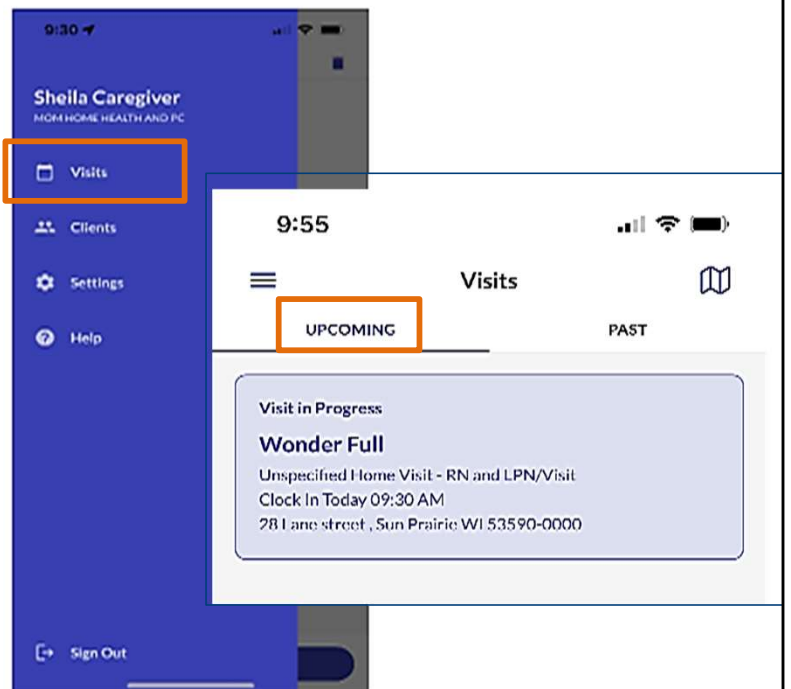 9:30
Sheila Caregiver
MOM HOME HEALTH AND PC
Visits
Clients
Settings
Help
Sign Out
9:55
Visits
UPCOMING
PAST
Visit in Progress
Wonder Full
Unspecified Home Visit - RN and LPN/Visit
Clock In Today 09:30 AM
28 Lane street , Sun Prairie WI 53590-0000